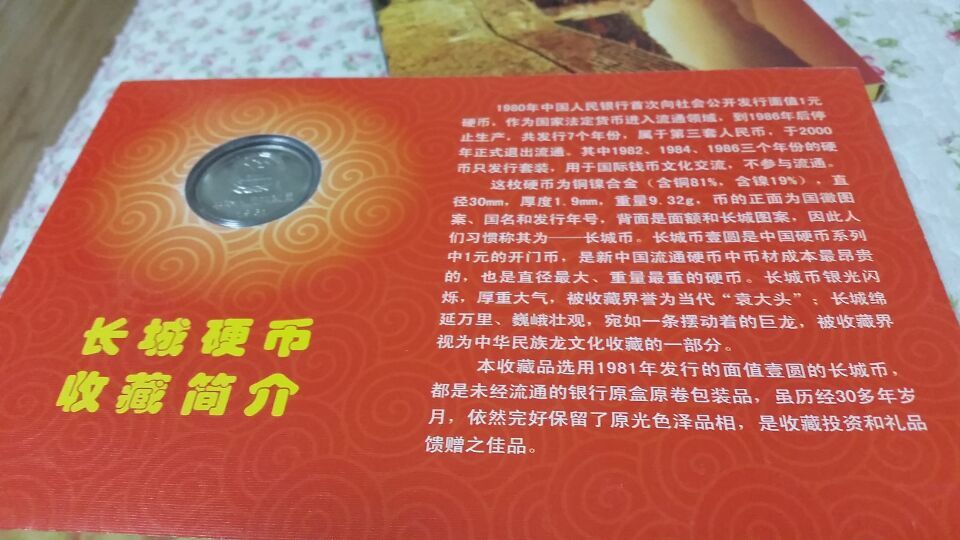 长城硬币
收藏简介
1980年中国人民银行首次向社会公开发行面值1元
硬币，作为国家法定货币进入流通领域，到1986年后停
止生产，共发行7个年份，属于第三套人民币，于2000
年正式退出流通。其中1982、1984、1986三个年份的硬
币只发行套装，用于国际钱币文化交流，不参与流通。
这枚硬币为铜镍合金（含铜81%，含镍19%），直
径30mm，厚度1.9mm，重量9.32g，币的正面为国徽图
案、国名和发行年号，背面是面额和长城图案，因此人
们习惯称其为——长城币。长城币壹圆是中国硬币系列
中1元的开门币，是新中国流通硬币中币材成本最昂贵
的，也是直径最大、重量最重的硬币。长城币银光闪
烁，厚重大气，被收藏界誉为当代“袁大头”；长城绵
延万里、巍峨壮观，宛如一条摆动着的巨龙，被收藏界
视为中华民族龙文化收藏的一部分。
本收藏品选用1981年发行的面值壹圆的长城币，
都是未经流通的银行原盒原卷包装品，虽历经30多年岁
月，依然完好保留了原光色泽品相，是收藏投资和礼品
馈赠之佳品。